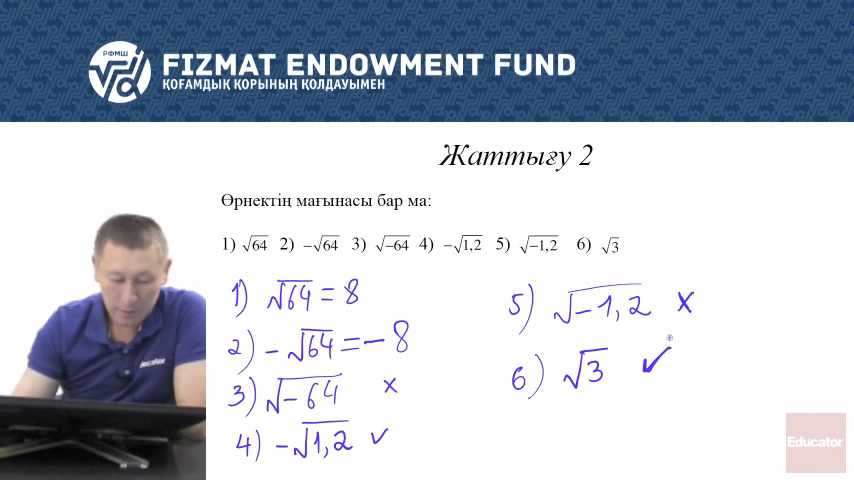 РФМШ
FIZMAT ENDOWMENT FUND
ҚОҒАМДЫҚ ҚОРЫНЫҢ ҚОЛДАУЫМЕН
Жаттығу 2
Өрнектің мағынасы бар ма:
1) √64 2) −√64 3) √−64 4) −√1,2 5) √−1,2 6) √3
1) √64 = 8
2) − √64 = − 8
3) √−64 x
4) − √1,2 ✓
5) √−1,2 x
6) √3 ✓
Educator
Educator